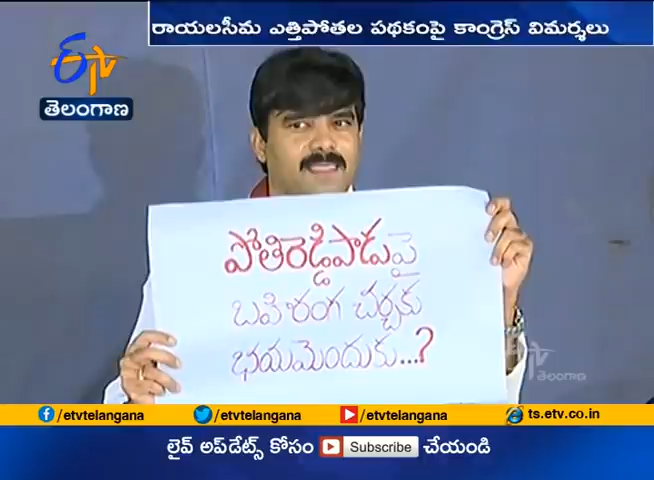 రాయలసీమ ఎత్తిపోతల పథకంపై కాంగ్రెస్ విమర్శలు
ETV
తెలంగాణ
పోతిరెడ్డిపాడుపై
బహిరంగ చర్చకు
భయమెందుకు...?
తెలంగాణ
/etvtelangana /etvtelangana /etvtelangana ts.etv.co.in
లైవ్ అప్‌డేట్స్ కోసం Subscribe చేయండి